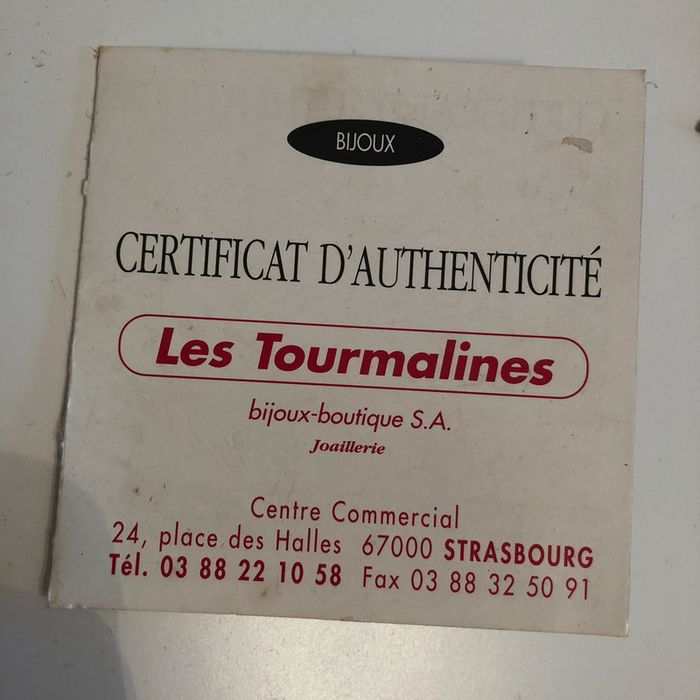 BIJOUX
CERTIFICAT D'AUTHENTICITÉ
Les Tourmalines
bijoux-boutique S.A.
Joaillerie
Centre Commercial
24, place des Halles 67000 STRASBOURG
Tél. 03 88 22 10 58 Fax 03 88 32 50 91